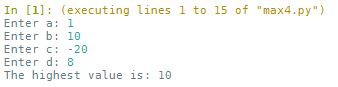 In [1]: (executing lines 1 to 15 of "max4.py")
Enter a: 1
Enter b: 10
Enter c: -20
Enter d: 8
The highest value is: 10